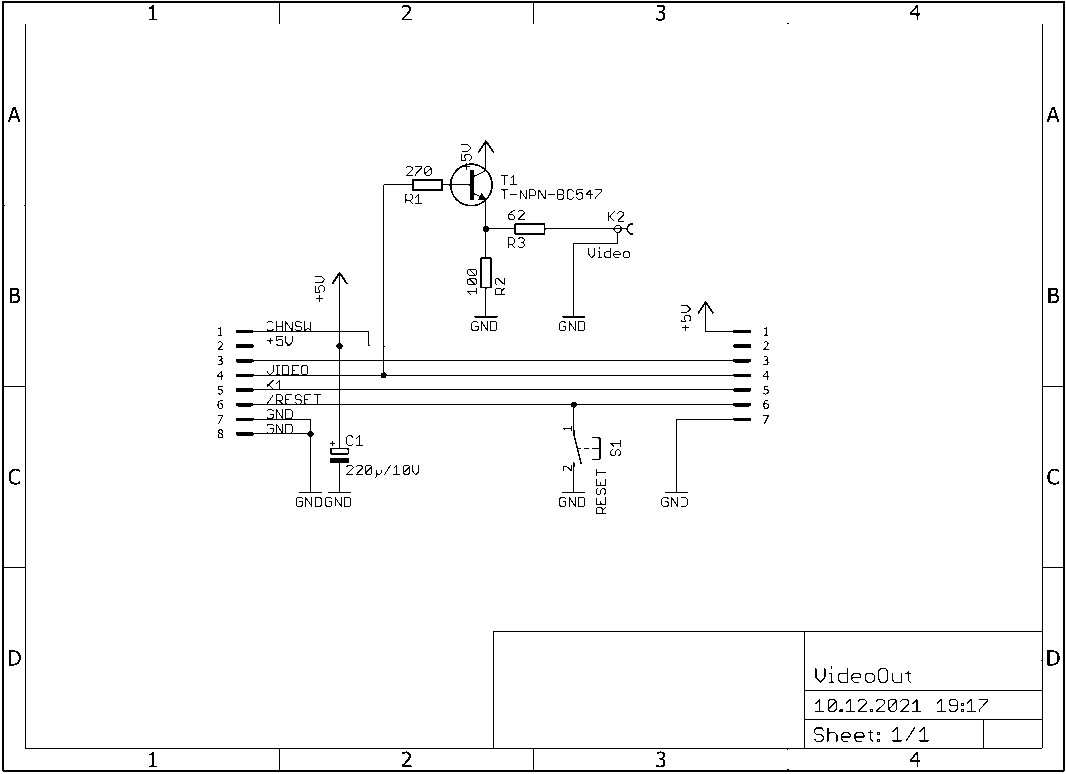 1 2 3 4
A A
+5V
270
R1
T1
T-NPN-BC547
62
R3
K2
Video
100
R2
GND GND
B B
+5V
+5V
1 CHNSW 1
2 +5V 2
3 3
4 VIDEO 4
5 K1 5
6 /RESET 6
7 GND 7
8 GND
+ C1
220µ/10V
1
2
S1
RESET
C C
GND GND GND GND
D D
VideoOut
10.12.2021 19:17
Sheet: 1/1
1 2 3 4